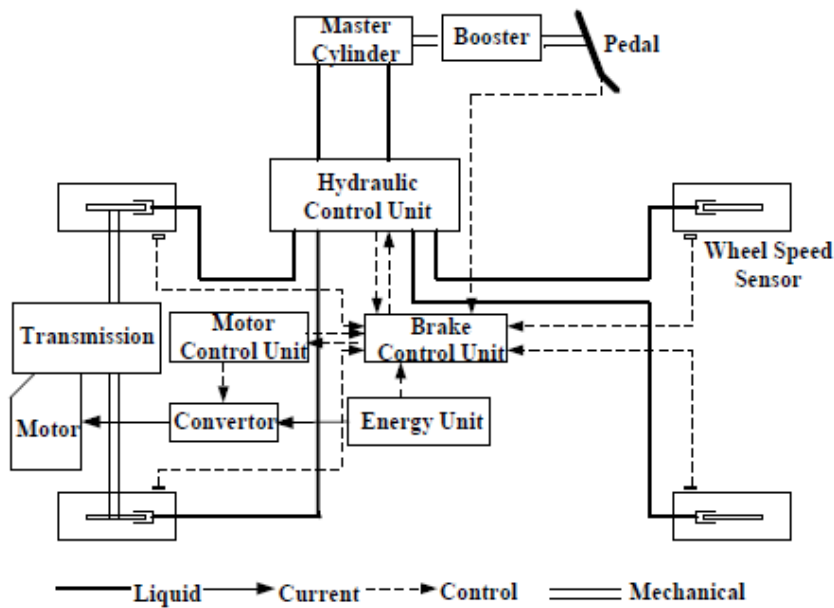 Master
Cylinder
Booster
Pedal
Hydraulic
Control Unit
Wheel Speed
Sensor
Transmission
Motor
Control Unit
Brake
Control Unit
Motor
Convertor
Energy Unit
Liquid
Current
Control
Mechanical